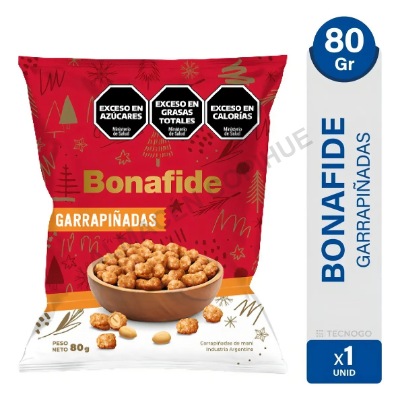 80
Gr
EXCESO EN
AZÚCARES
Ministerio
de Salud
EXCESO EN
GRASAS
TOTALES
Ministerio
de Salud
EXCESO EN
CALORÍAS
Ministerio
de Salud
Bonafide
GARRAPIÑADAS
PESO
NETO 80g
Garrapiñadas de maní
Industria Argentina
BONAFIDE
GARRAPIÑADAS
TECNOGO
x1
UNID